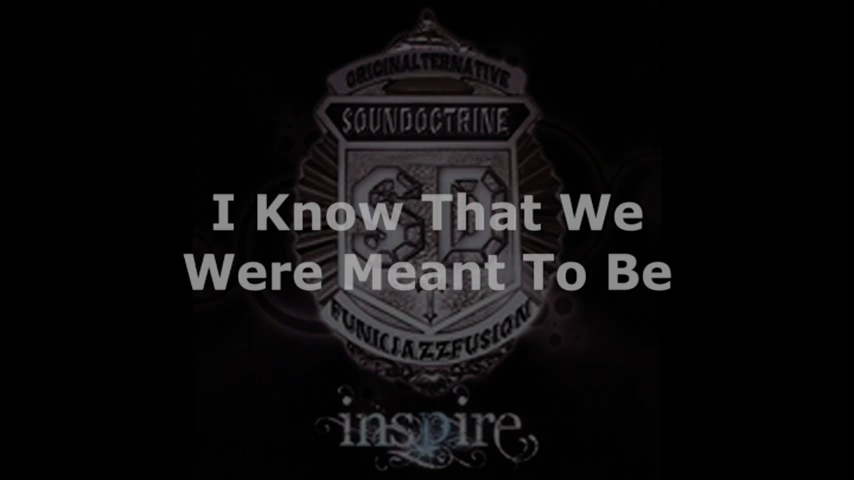 ORIGINALTERNATIVE
SOUNDOCTRINE
SD
I Know That We
Were Meant To Be
FUNKJAZZFUSION
inspire